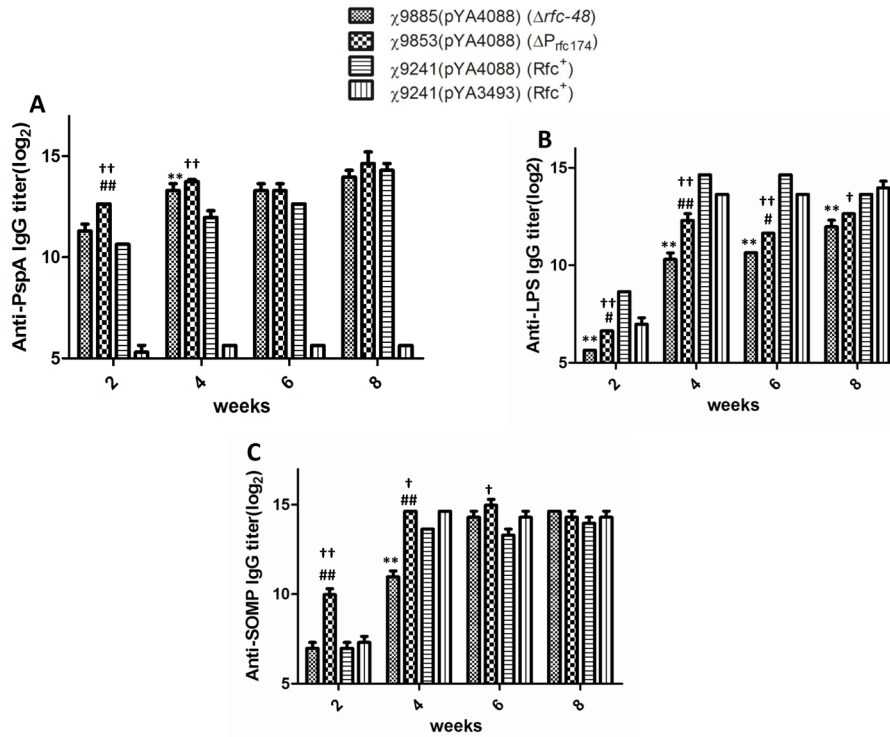 χ9885(pYA4088) (Δrfc-48)
χ9853(pYA4088) (ΔPrfc174)
χ9241(pYA4088) (Rfc⁺)
χ9241(pYA3493) (Rfc⁺)
A
Anti-PspA IgG titer(log₂)
15
10
5
††
##
** ††
2 4 6 8
weeks
B
Anti-LPS IgG titer(log2)
15
10
5
**
††
#
**
††
##
**
††
#
** †
2 4 6 8
weeks
C
Anti-SOMP IgG titer(log₂)
15
10
5
††
##
**
†
##
†
2 4 6 8
weeks